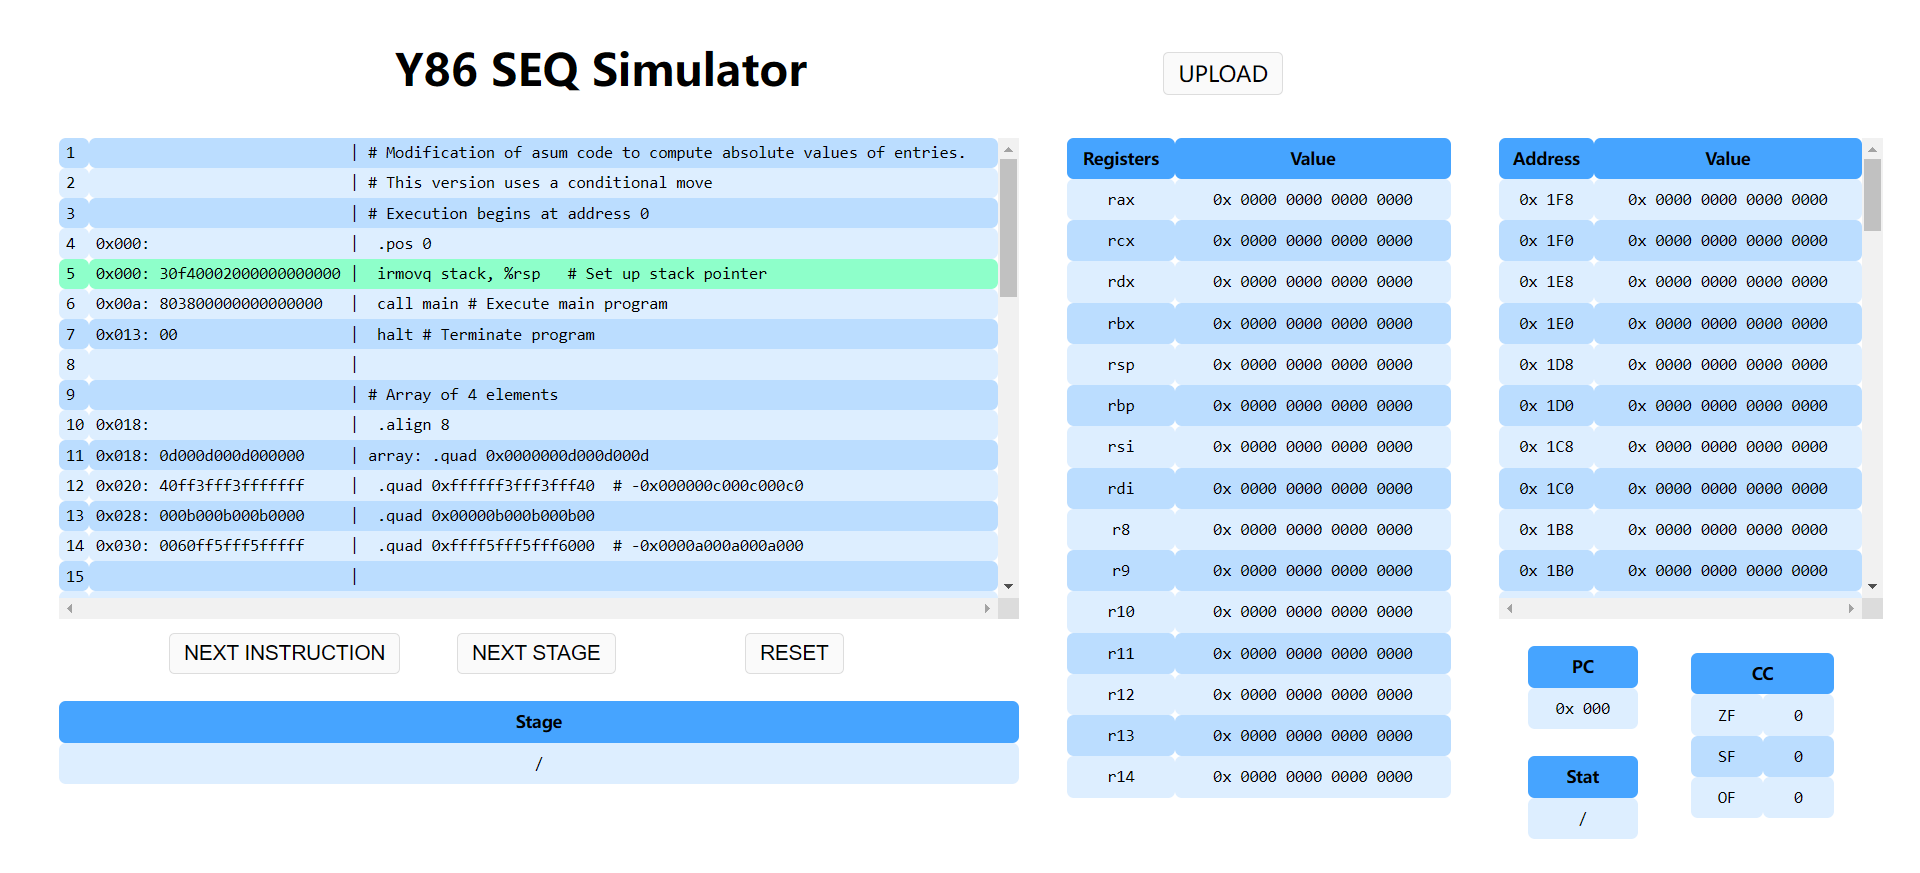 Y86 SEQ Simulator
UPLOAD
1 | # Modification of asum code to compute absolute values of entries.
2 | # This version uses a conditional move
3 | # Execution begins at address 0
4 0x000: | .pos 0
5 0x000: 30f40002000000000000 | irmovq stack, %rsp # Set up stack pointer
6 0x00a: 803800000000000000 | call main # Execute main program
7 0x013: 00 | halt # Terminate program
8 |
9 | # Array of 4 elements
10 0x018: | .align 8
11 0x018: 0d000d000d000000 | array: .quad 0x0000000d000d000d
12 0x020: 40ff3fff3fffffff | .quad 0xffffff3fff3fff40 # -0x000000c000c000c0
13 0x028: 000b000b000b0000 | .quad 0x00000b000b000b00
14 0x030: 0060ff5fff5fffff | .quad 0xffff5fff5fff6000 # -0x0000a000a000a000
15 |
NEXT INSTRUCTION
NEXT STAGE
RESET
Stage
/
Registers Value
rax 0x 0000 0000 0000 0000
rcx 0x 0000 0000 0000 0000
rdx 0x 0000 0000 0000 0000
rbx 0x 0000 0000 0000 0000
rsp 0x 0000 0000 0000 0000
rbp 0x 0000 0000 0000 0000
rsi 0x 0000 0000 0000 0000
rdi 0x 0000 0000 0000 0000
r8 0x 0000 0000 0000 0000
r9 0x 0000 0000 0000 0000
r10 0x 0000 0000 0000 0000
r11 0x 0000 0000 0000 0000
r12 0x 0000 0000 0000 0000
r13 0x 0000 0000 0000 0000
r14 0x 0000 0000 0000 0000
Address Value
0x 1F8 0x 0000 0000 0000 0000
0x 1F0 0x 0000 0000 0000 0000
0x 1E8 0x 0000 0000 0000 0000
0x 1E0 0x 0000 0000 0000 0000
0x 1D8 0x 0000 0000 0000 0000
0x 1D0 0x 0000 0000 0000 0000
0x 1C8 0x 0000 0000 0000 0000
0x 1C0 0x 0000 0000 0000 0000
0x 1B8 0x 0000 0000 0000 0000
0x 1B0 0x 0000 0000 0000 0000
PC
0x 000
Stat
/
CC
ZF 0
SF 0
OF 0